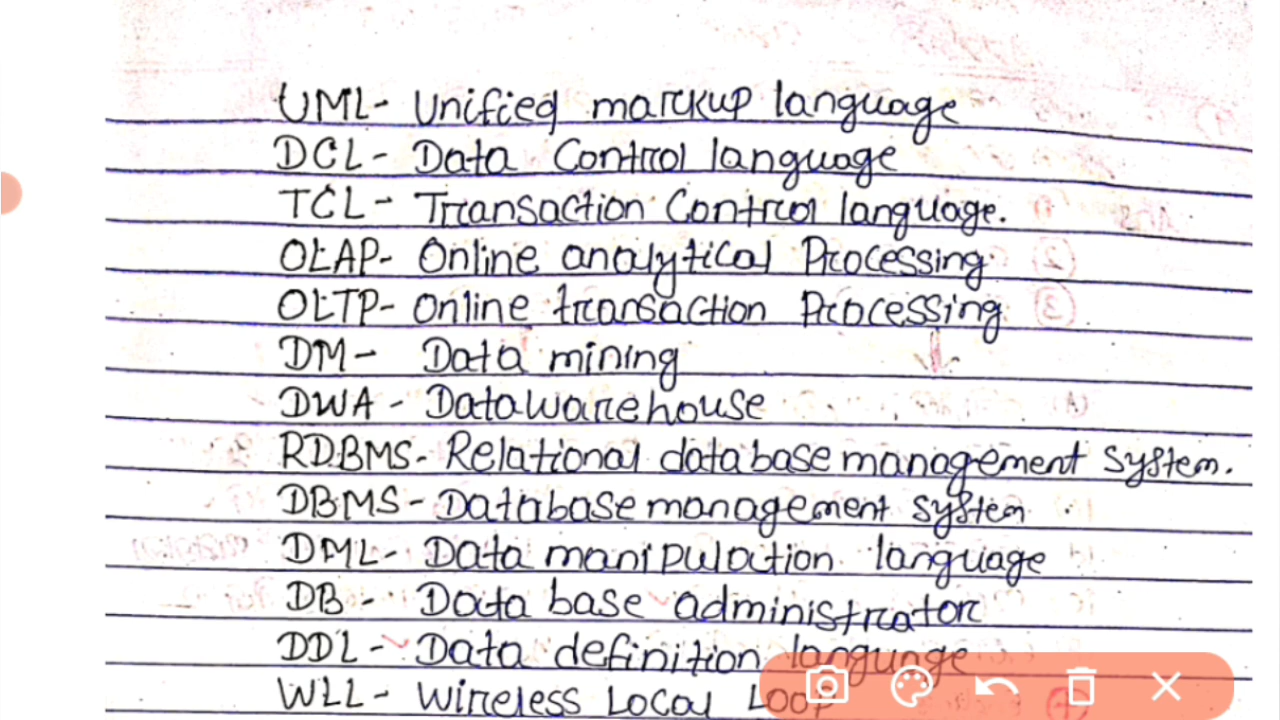 UML- Unified markup language
DCL- Data Control language
TCL- Transaction Control language.
OLAP- Online analytical Processing
OLTP- Online transaction Processing
DM- Data mining
DWA - Datawarehouse
RDBMS- Relational database management system.
DBMS- Database management system
DML- Data manipulation language
DB - Data base administrator
DDL - Data definition language
WLL- Wireless Local Loop